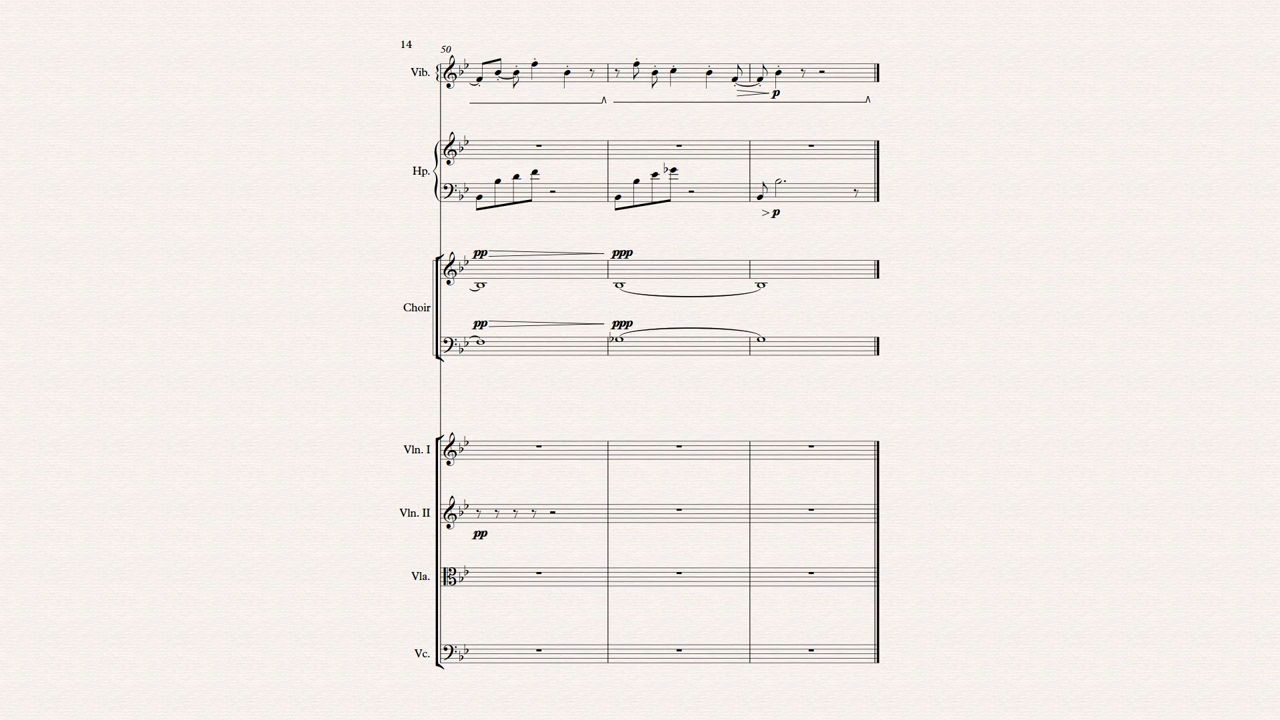 14
50
Vib.
p
Hp.
p
pp ppp
Choir
pp ppp
Vln. I
Vln. II
pp
Vla.
Vc.